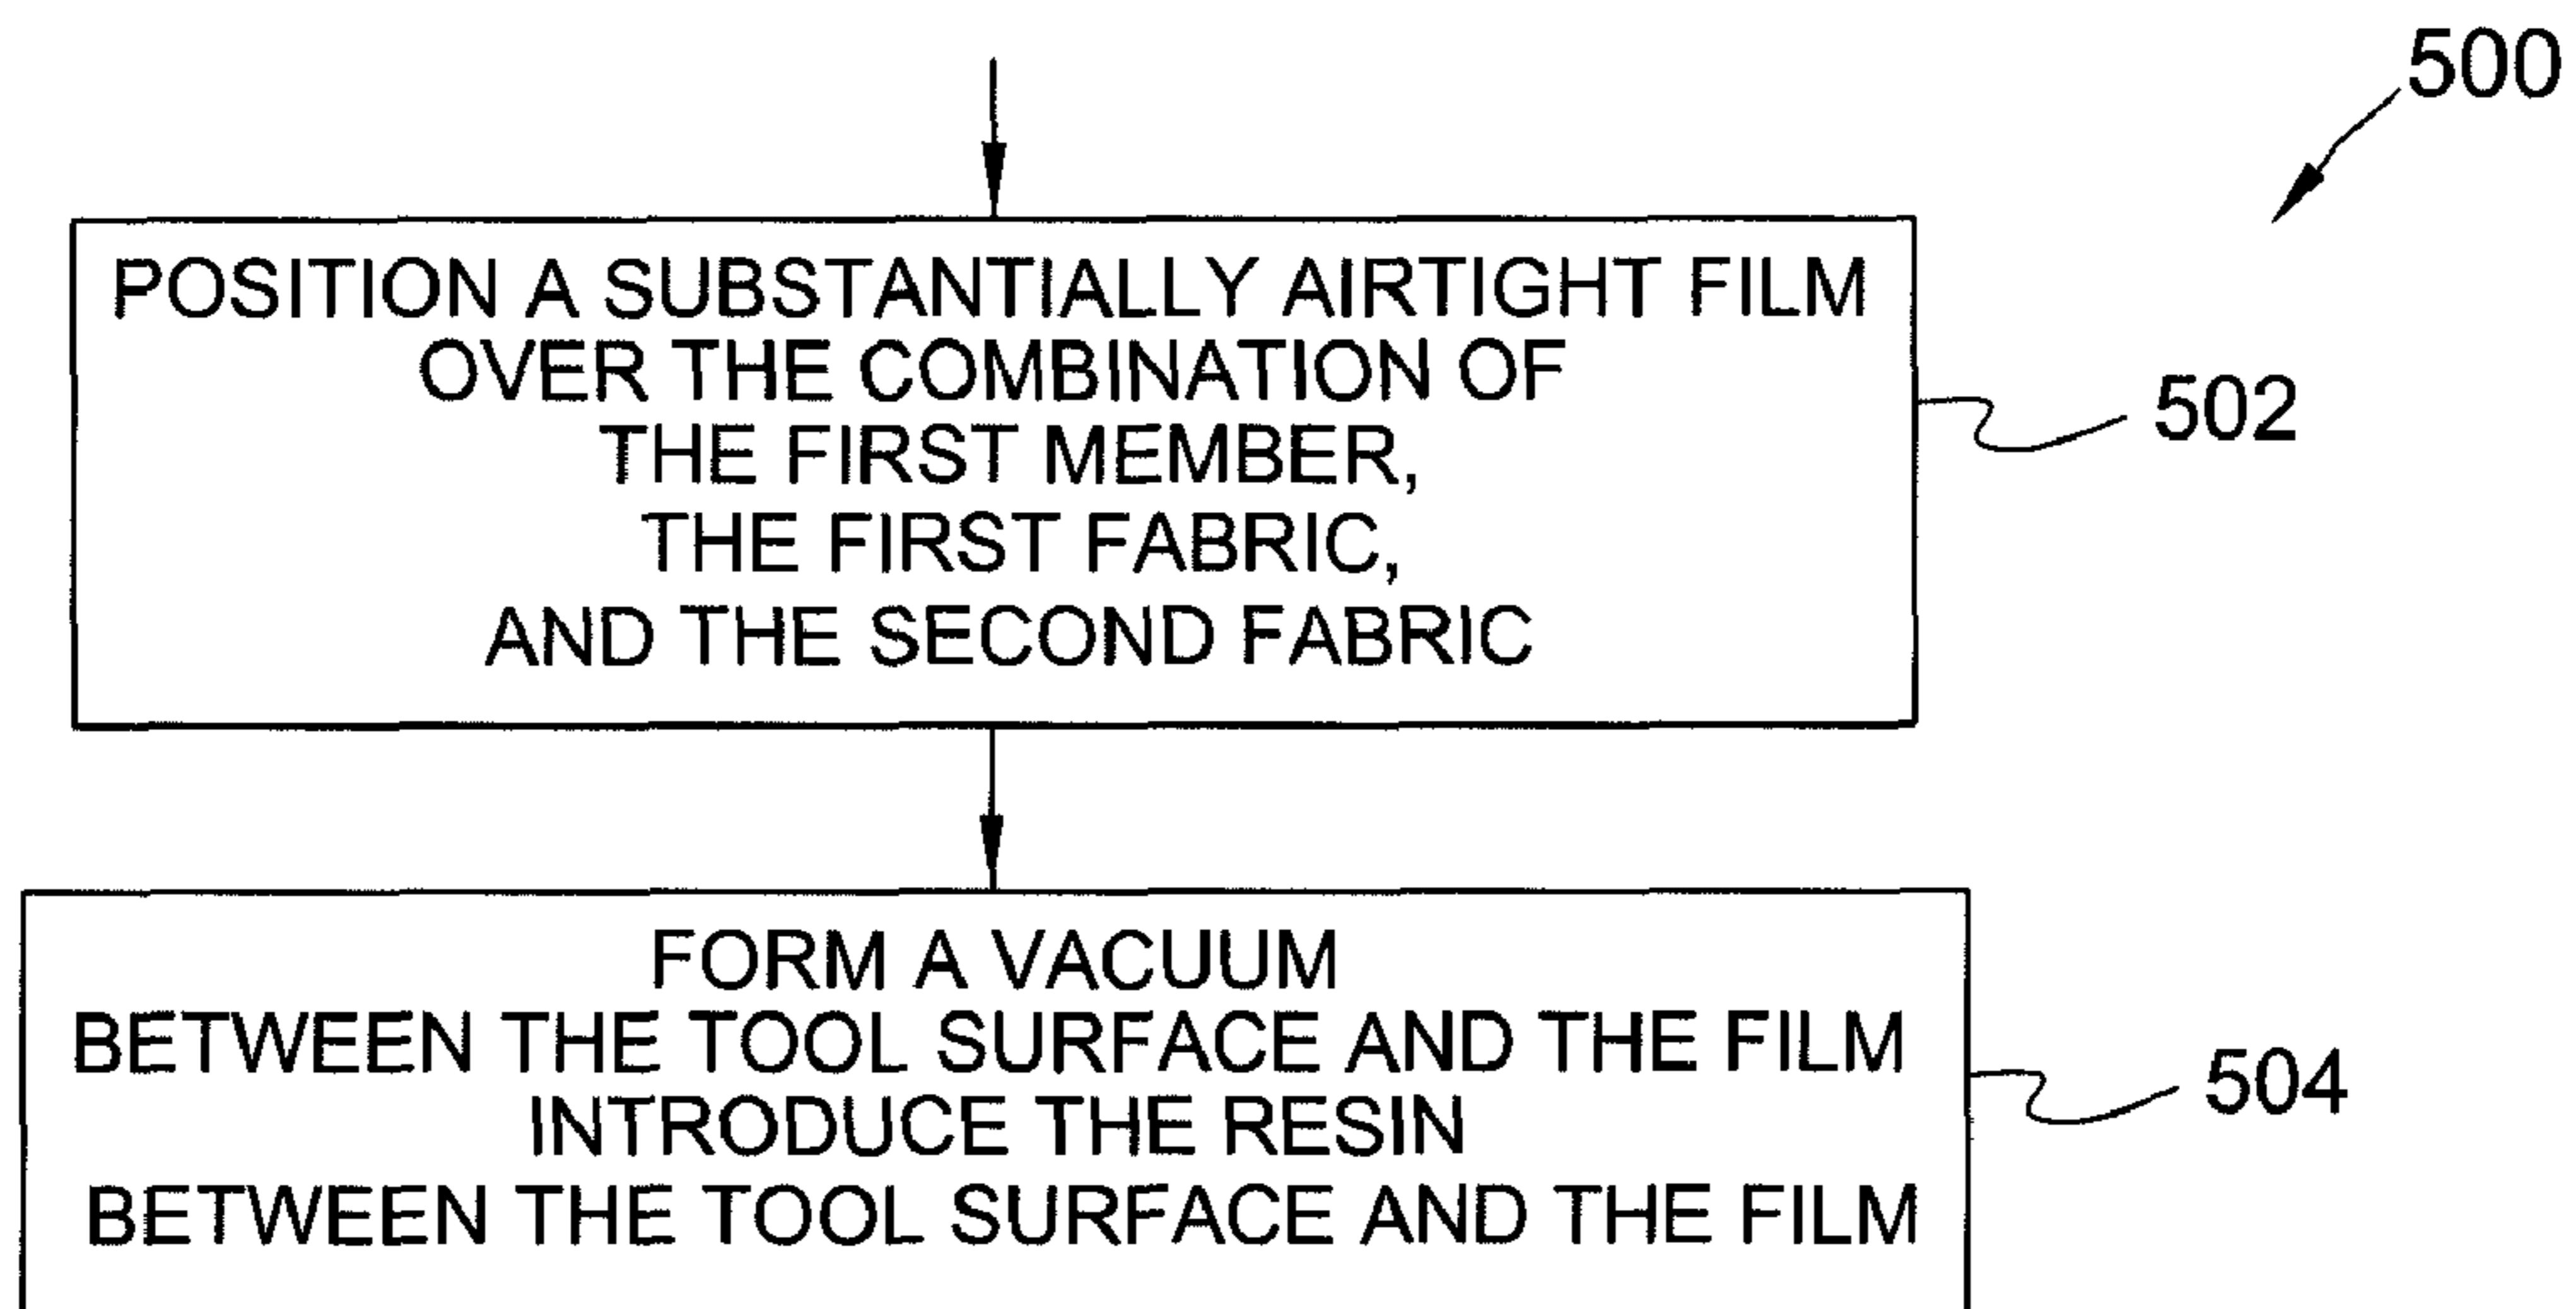 500
POSITION A SUBSTANTIALLY AIRTIGHT FILM
OVER THE COMBINATION OF
THE FIRST MEMBER,
THE FIRST FABRIC,
AND THE SECOND FABRIC
502
FORM A VACUUM
BETWEEN THE TOOL SURFACE AND THE FILM
INTRODUCE THE RESIN
BETWEEN THE TOOL SURFACE AND THE FILM
504